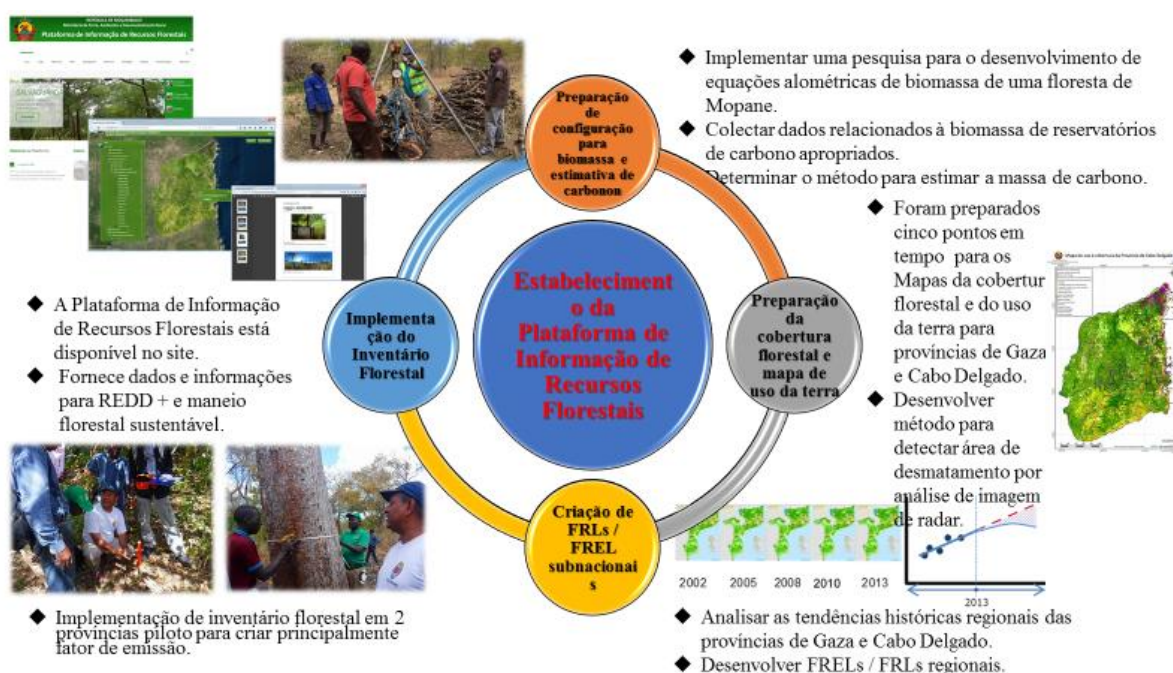 REPÚBLICA DE MOÇAMBIQUE
Plataforma de Informação de Recursos Florestais
◆ A Plataforma de Informação
de Recursos Florestais está
disponível no site.
◆ Fornece dados e informações
para REDD + e maneio
florestal sustentável.
◆ Implementação de inventário florestal em 2
províncias piloto para criar principalmente
fator de emissão.
Preparação
de
configuração
para
biomassa e
estimativa de
carbonon
Implementa
ção do
Inventário
Florestal
Estabeleciment
o da
Plataforma de
Informação de
Recursos
Florestais
Preparação
da
cobertura
florestal e
mapa de
uso da terra
Criação de
FRLs /
FREL
subnacionai
s
◆ Implementar uma pesquisa para o desenvolvimento de
equações alométricas de biomassa de uma floresta de
Mopane.
◆ Colectar dados relacionados à biomassa de reservatórios
de carbono apropriados.
Determinar o método para estimar a massa de carbono.
◆ Foram preparados
cinco pontos em
tempo para os
Mapas da cobertur
florestal e do uso
da terra para
províncias de Gaza
e Cabo Delgado.
◆ Desenvolver
método para
detectar área de
desmatamento por
análise de imagem
de radar.
2002 2005 2008 2010 2013
2013
◆ Analisar as tendências históricas regionais das
províncias de Gaza e Cabo Delgado.
◆ Desenvolver FRELs / FRLs regionais.